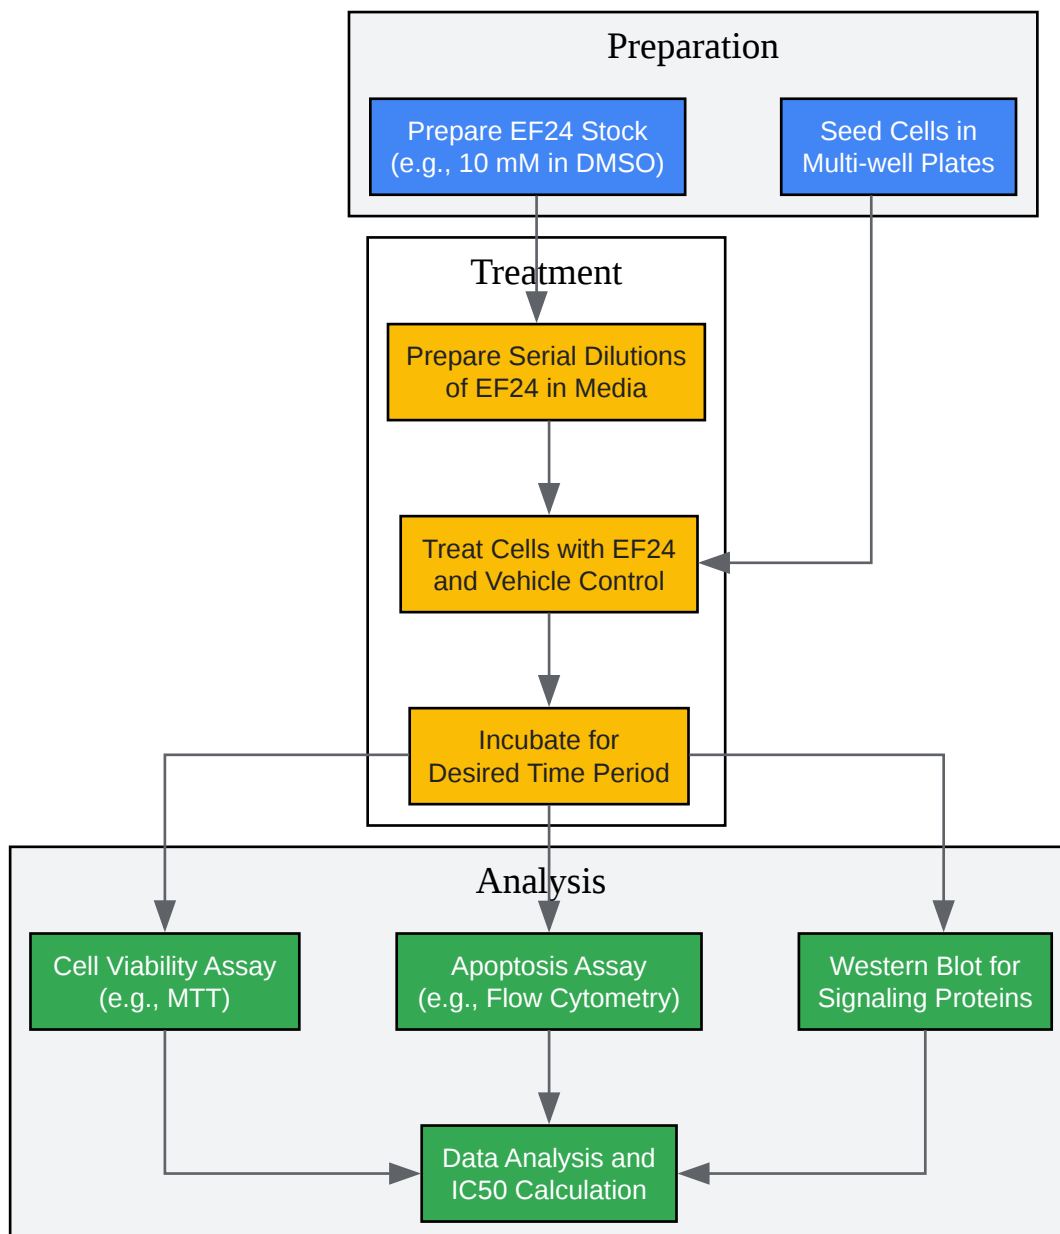 Preparation
Prepare EF24 Stock
(e.g., 10 mM in DMSO)
Seed Cells in
Multi-well Plates
Treatment
Prepare Serial Dilutions
of EF24 in Media
Treat Cells with EF24
and Vehicle Control
Incubate for
Desired Time Period
Analysis
Cell Viability Assay
(e.g., MTT)
Apoptosis Assay
(e.g., Flow Cytometry)
Western Blot for
Signaling Proteins
Data Analysis and
IC50 Calculation